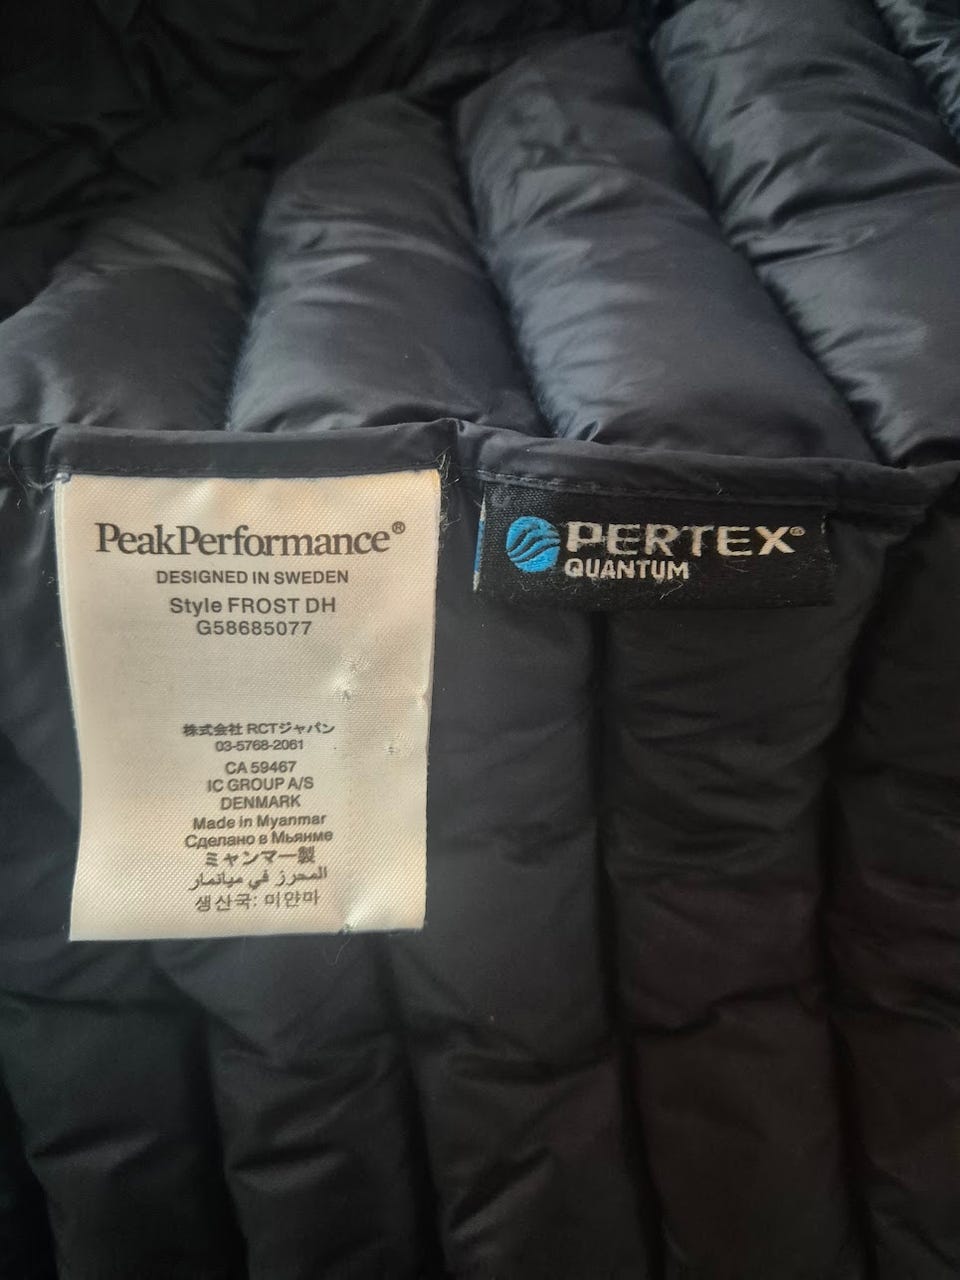 PeakPerformance®
DESIGNED IN SWEDEN
Style FROST DH
G58685077
株式会社 RCTジャパン
03-5768-2061
CA 59467
IC GROUP A/S
DENMARK
Made in Myanmar
Сделано в Мьянме
ミャンマー製
المحرز في ميانمار
생산국: 미얀마
PERTEX®
QUANTUM